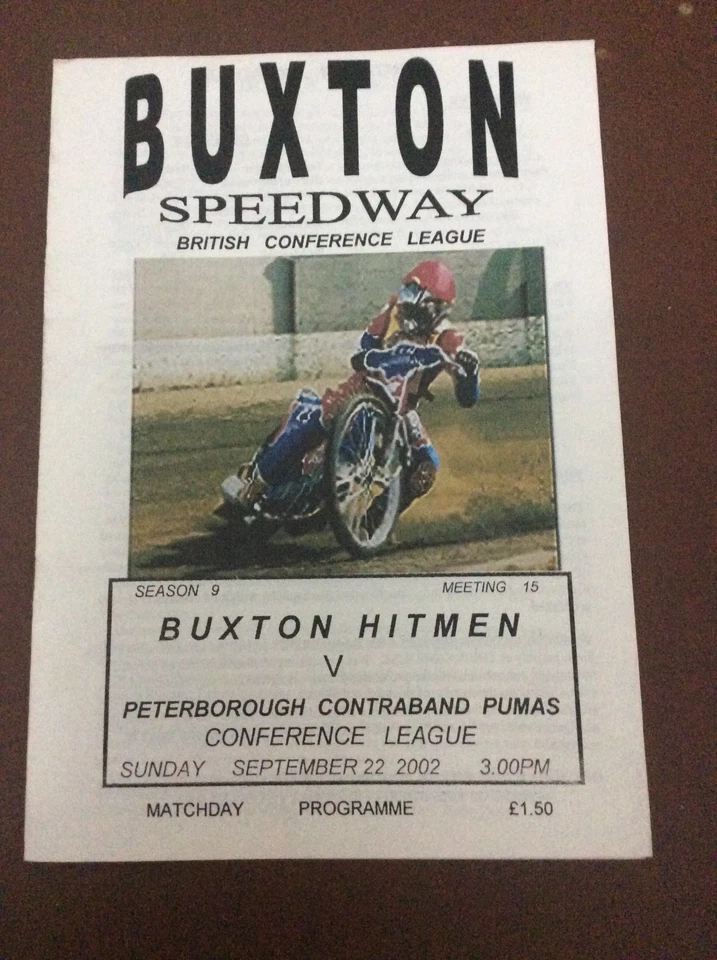 BUXTON
SPEEDWAY
BRITISH CONFERENCE LEAGUE
SEASON 9 MEETING 15
BUXTON HITMEN
V
PETERBOROUGH CONTRABAND PUMAS
CONFERENCE LEAGUE
SUNDAY SEPTEMBER 22 2002 3.00PM
MATCHDAY PROGRAMME £1.50